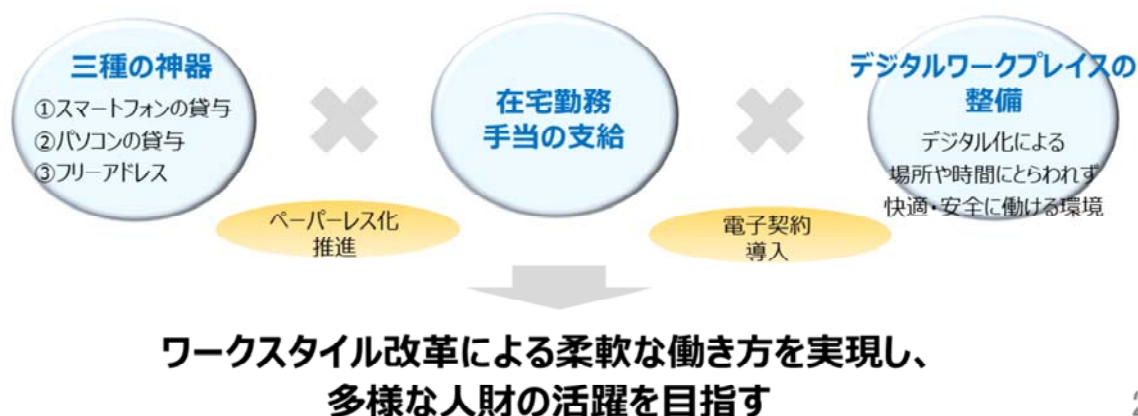 三種の神器
①スマートフォンの貸与
②パソコンの貸与
③フリーアドレス
在宅勤務
手当の支給
デジタルワークプレイスの
整備
デジタル化による
場所や時間にとらわれず
快適・安全に働ける環境
ペーパーレス化
推進
電子契約
導入
ワークスタイル改革による柔軟な働き方を実現し、
多様な人財の活躍を目指す